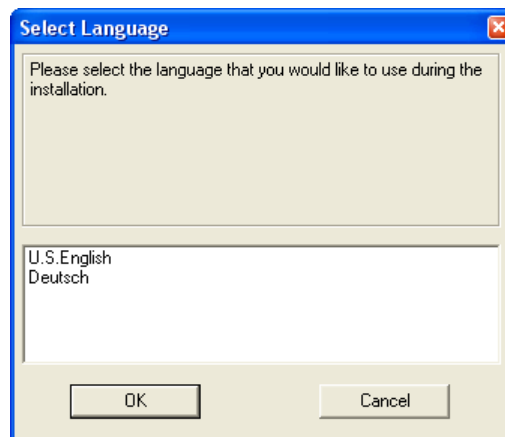 Select Language
Please select the language that you would like to use during the
installation.
U.S.English
Deutsch
OK
Cancel